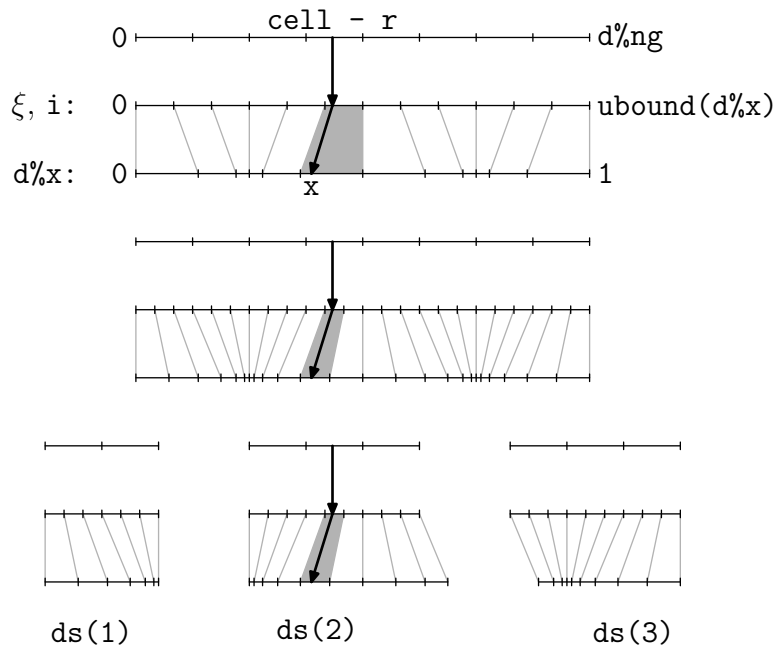 cell - r
0 d%ng
ξ, i: 0 ubound(d%x)
d%x: 0 1
x
ds(1) ds(2) ds(3)